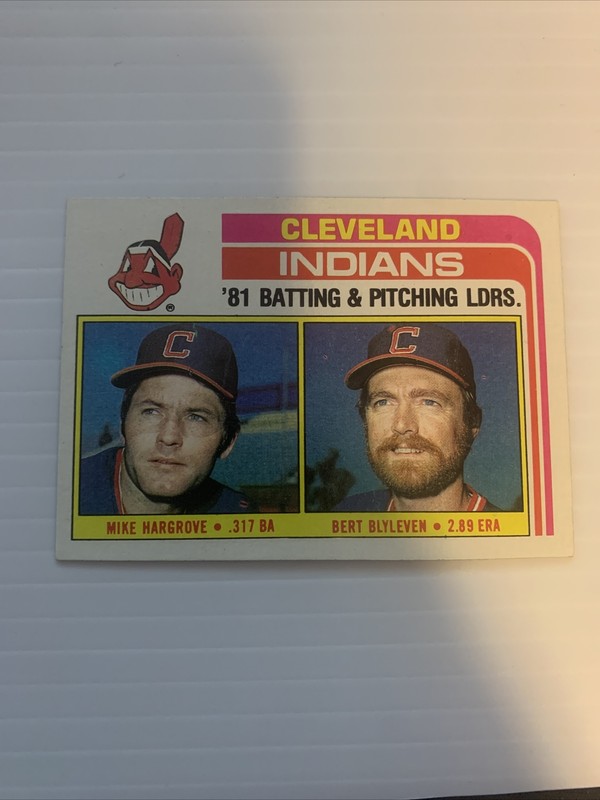 CLEVELAND
INDIANS
'81 BATTING & PITCHING LDRS.
®
C
C
MIKE HARGROVE • .317 BA
BERT BLYLEVEN • 2.89 ERA